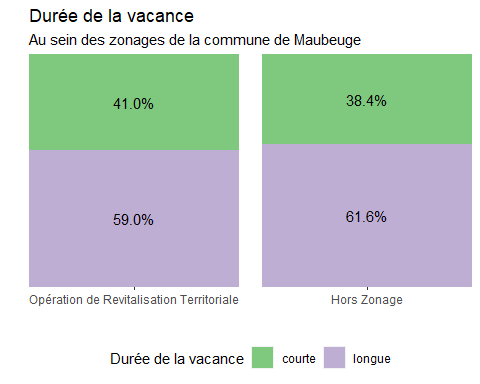 Durée de la vacance
Au sein des zonages de la commune de Maubeuge
41.0%
38.4%
59.0%
61.6%
Opération de Revitalisation Territoriale
Hors Zonage
Durée de la vacance courte longue